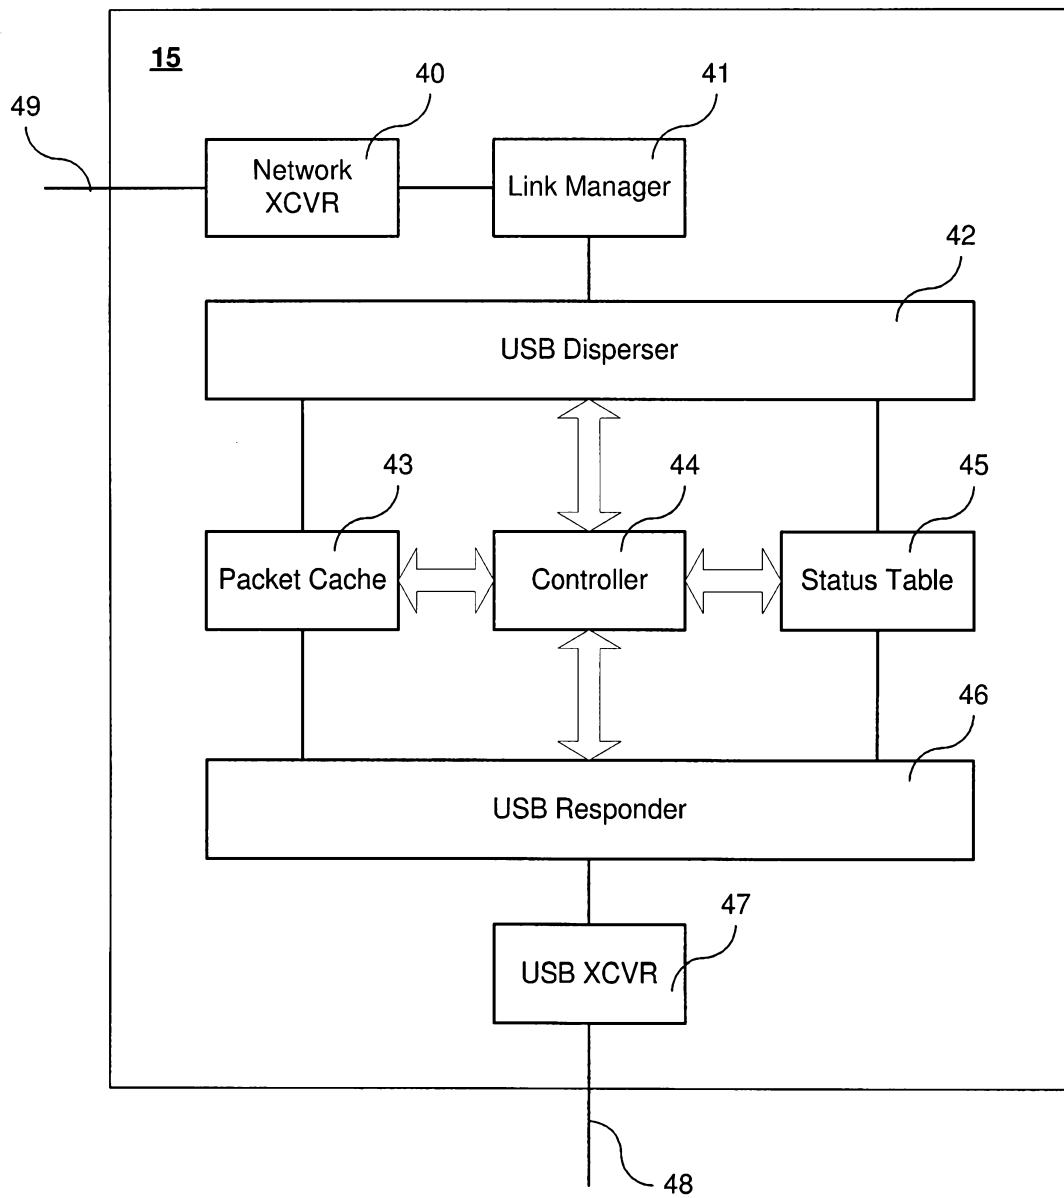 15
40
41
49
Network
XCVR
Link Manager
42
USB Disperser
43
44
45
Packet Cache
Controller
Status Table
46
USB Responder
47
USB XCVR
48